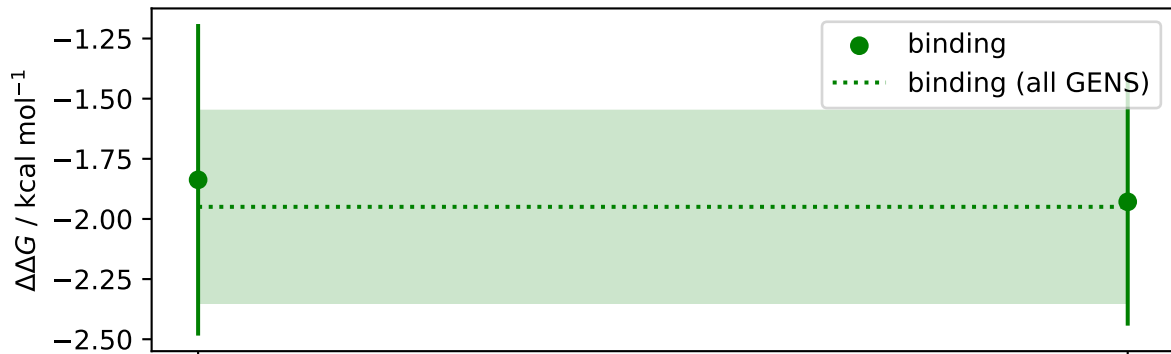 −1.25
−1.50
−1.75
−2.00
−2.25
−2.50
ΔΔG / kcal mol⁻¹
binding
binding (all GENS)